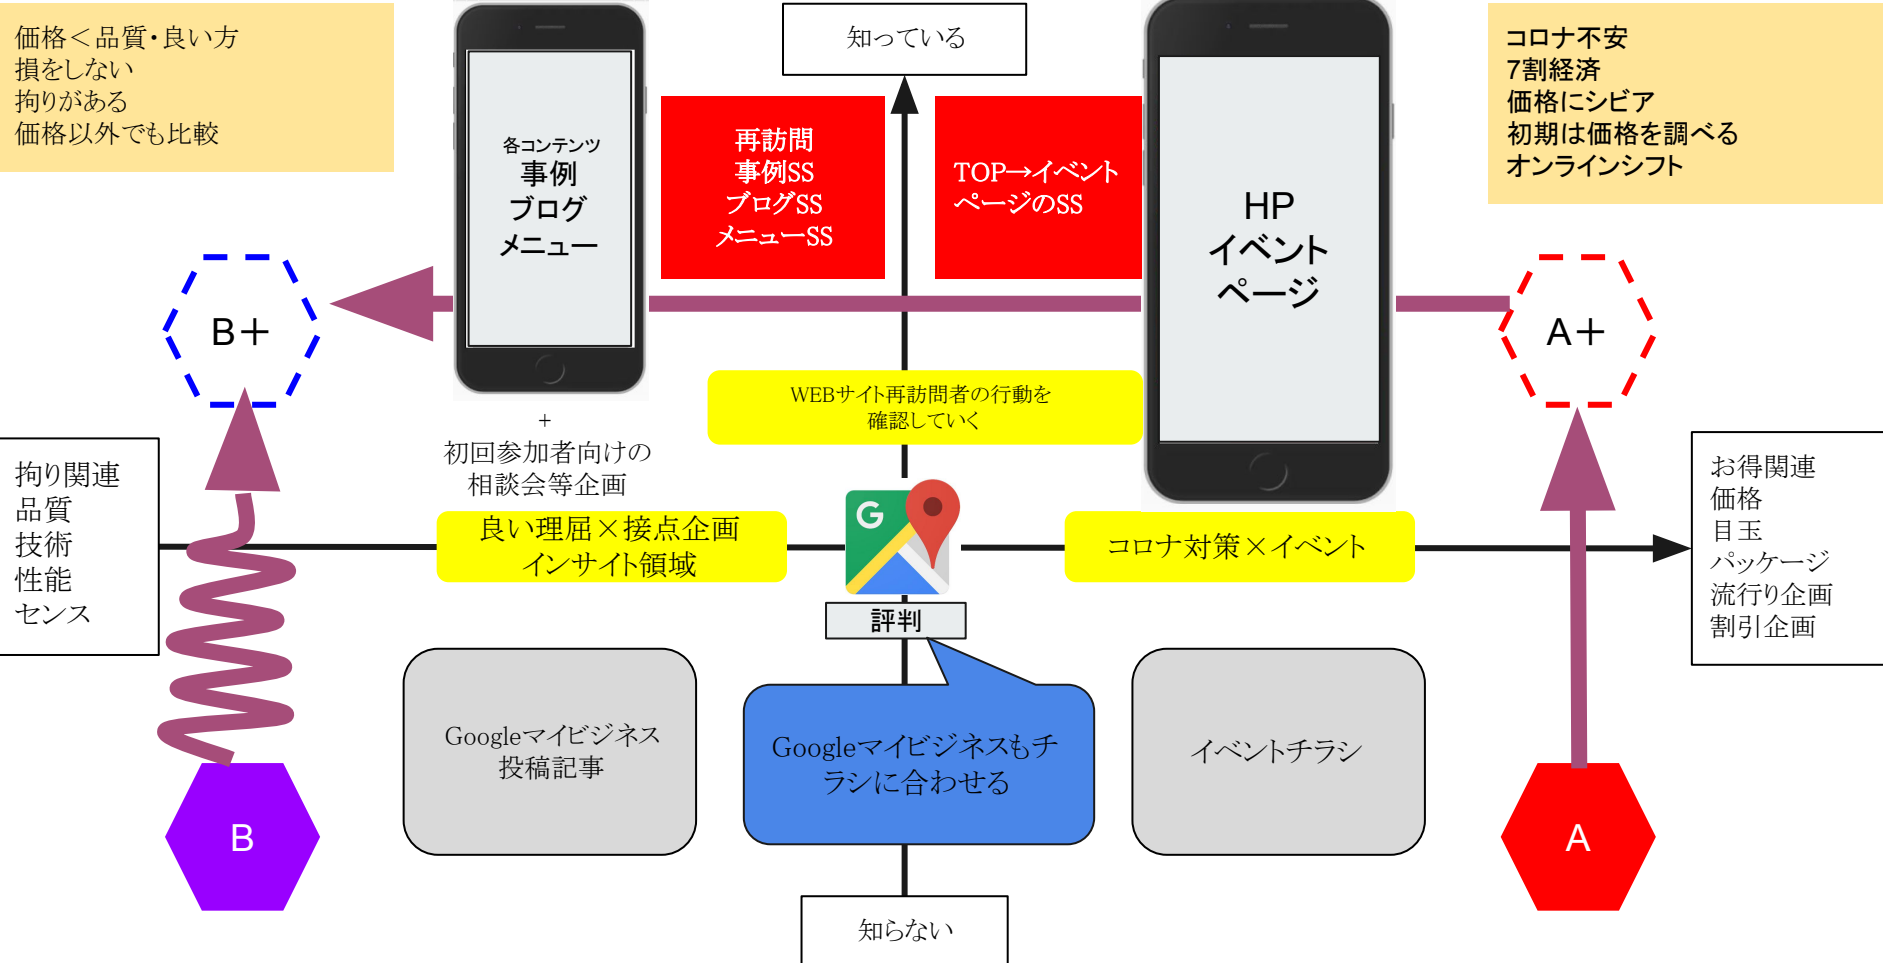 価格＜品質・良い方
損をしない
拘りがある
価格以外でも比較
各コンテンツ
事例
ブログ
メニュー
知っている
再訪問
事例SS
ブログSS
メニューSS
TOP→イベント
ページのSS
HP
イベント
ページ
コロナ不安
7割経済
価格にシビア
初期は価格を調べる
オンラインシフト
B＋
A＋
WEBサイト再訪問者の行動を
確認していく
+
初回参加者向けの
相談会等企画
拘り関連
品質
技術
性能
センス
良い理屈×接点企画
インサイト領域
G
コロナ対策×イベント
お得関連
価格
目玉
パッケージ
流行り企画
割引企画
評判
Googleマイビジネス
投稿記事
Googleマイビジネスもチ
ラシに合わせる
イベントチラシ
B
A
知らない